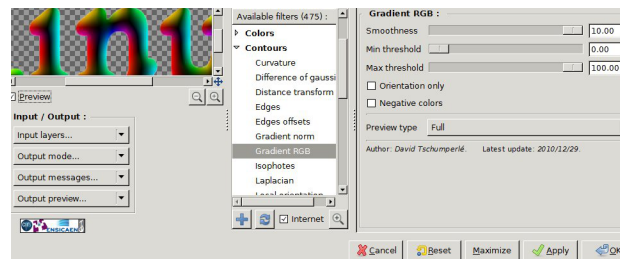 Preview
Input / Output :
Input layers...
Output mode...
Output messages...
Output preview...
ENSICAEN
Available filters (475) :
Colors
Contours
Curvature
Difference of gaussi
Distance transform
Edges
Edges offsets
Gradient norm
Gradient RGB
Isophotes
Laplacian
Local orientation
Internet
Gradient RGB :
Smoothness 10.00
Min threshold 0.00
Max threshold 100.00
Orientation only
Negative colors
Preview type Full
Author: David Tschumperlé. Latest update: 2010/12/29.
Cancel Reset Maximize Apply OK